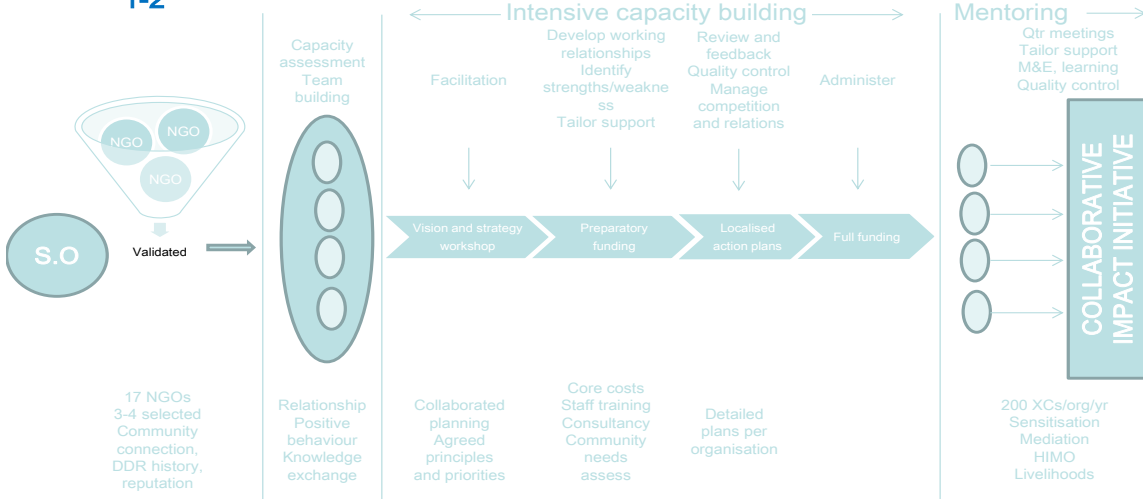 1-2
Intensive capacity building
Mentoring
Capacity
assessment
Team
building
Facilitation
Develop working
relationships
Identify
strengths/weakne
ss
Tailor support
Review and
feedback
Quality control
Manage
competition
and relations
Administer
Qtr meetings
Tailor support
M&E, learning
Quality control
NGO
NGO
NGO
S.O
Validated
Vision and strategy
workshop
Preparatory
funding
Localised
action plans
Full funding
COLLABORATIVE
IMPACT INITIATIVE
17 NGOs
3-4 selected
Community
connection,
DDR history,
reputation
Relationship
Positive
behaviour
Knowledge
exchange
Collaborated
planning
Agreed
principles
and priorities
Core costs
Staff training
Consultancy
Community
needs
assess
Detailed
plans per
organisation
200 XCs/org/yr
Sensitisation
Mediation
HIMO
Livelihoods